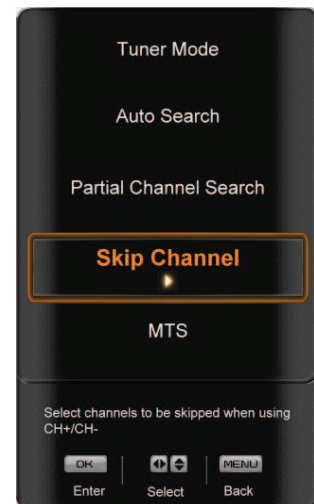 Tuner Mode
Auto Search
Partial Channel Search
Skip Channel
MTS
Select channels to be skipped when using
CH+/CH-
OK MENU
Enter Select Back